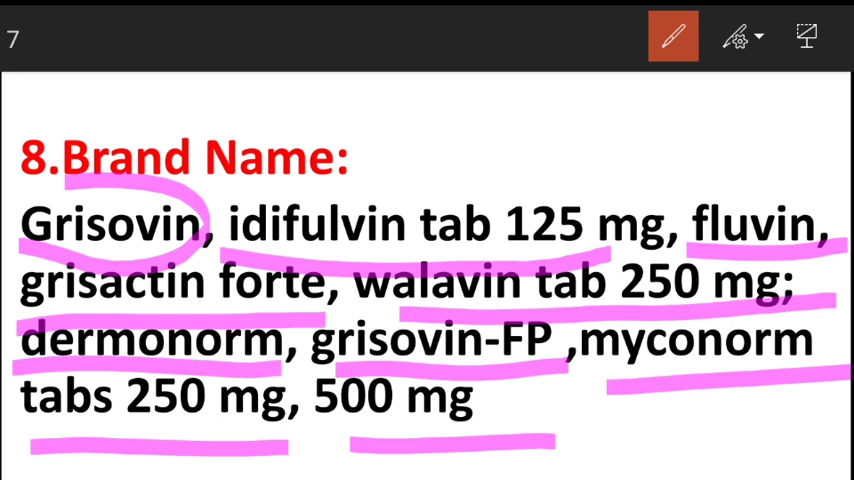 7
8.Brand Name:
Grisovin, idifulvin tab 125 mg, fluvin,
grisactin forte, walavin tab 250 mg;
dermonorm, grisovin-FP ,myconorm
tabs 250 mg, 500 mg